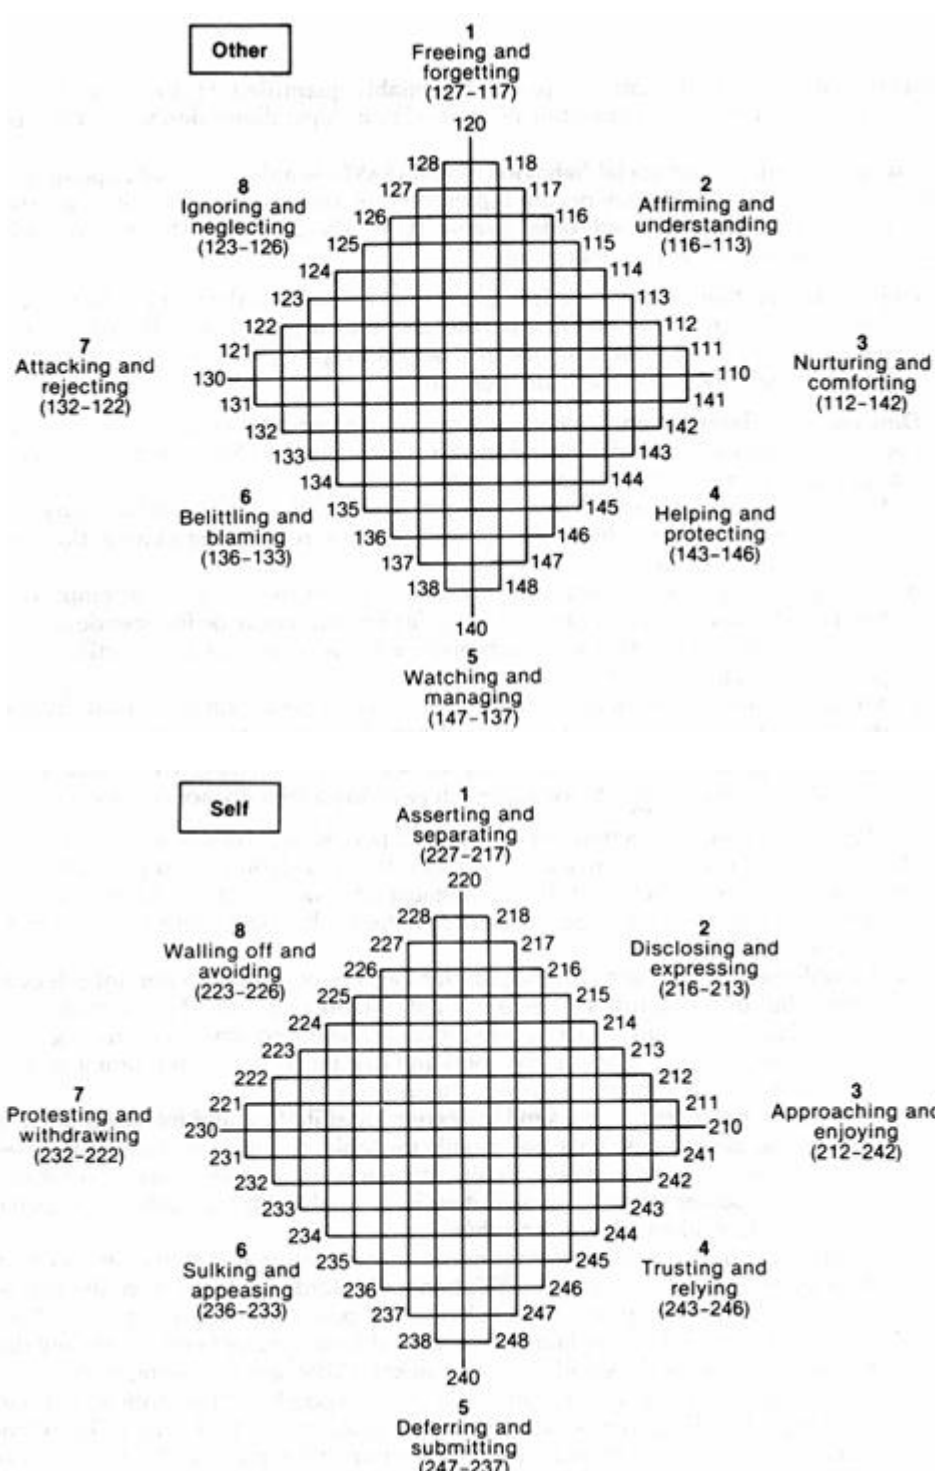 Other
1
Freeing and
forgetting
(127–117)
120
128 118
8
Ignoring and
neglecting
(123–126)
127 117
2
Affirming and
understanding
(116–113)
126 116
125 115
124 114
123 113
122 112
7
Attacking and
rejecting
(132–122)
121 111
3
Nurturing and
comforting
(112–142)
130 110
131 141
132 142
133 143
134 144
6
Belittling and
blaming
(136–133)
135 145
4
Helping and
protecting
(143–146)
136 146
137 147
138 148
140
5
Watching and
managing
(147–137)
Self
1
Asserting and
separating
(227–217)
220
228 218
8
Walling off and
avoiding
(223–226)
227 217
2
Disclosing and
expressing
(216–213)
226 216
225 215
224 214
223 213
222 212
7
Protesting and
withdrawing
(232–222)
221 211
3
Approaching and
enjoying
(212–242)
230 210
231 241
232 242
233 243
234 244
6
Sulking and
appeasing
(236–233)
235 245
4
Trusting and
relying
(243–246)
236 246
237 247
238 248
240
5
Deferring and
submitting
(247–237)